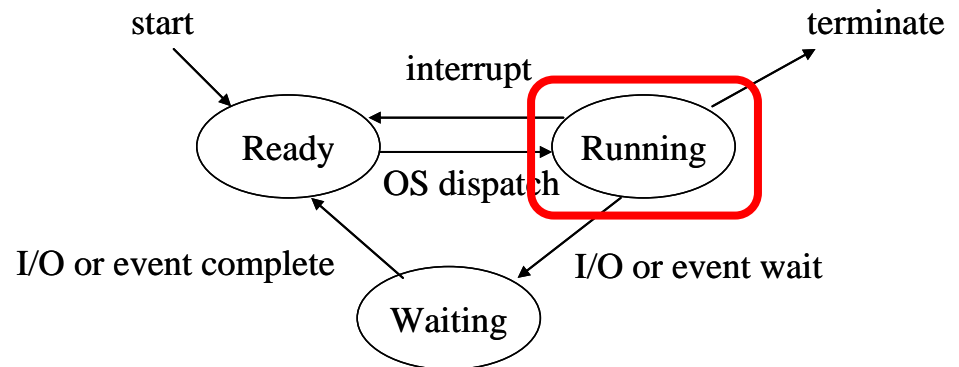 start
terminate
interrupt
Ready
Running
OS dispatch
I/O or event complete
I/O or event wait
Waiting